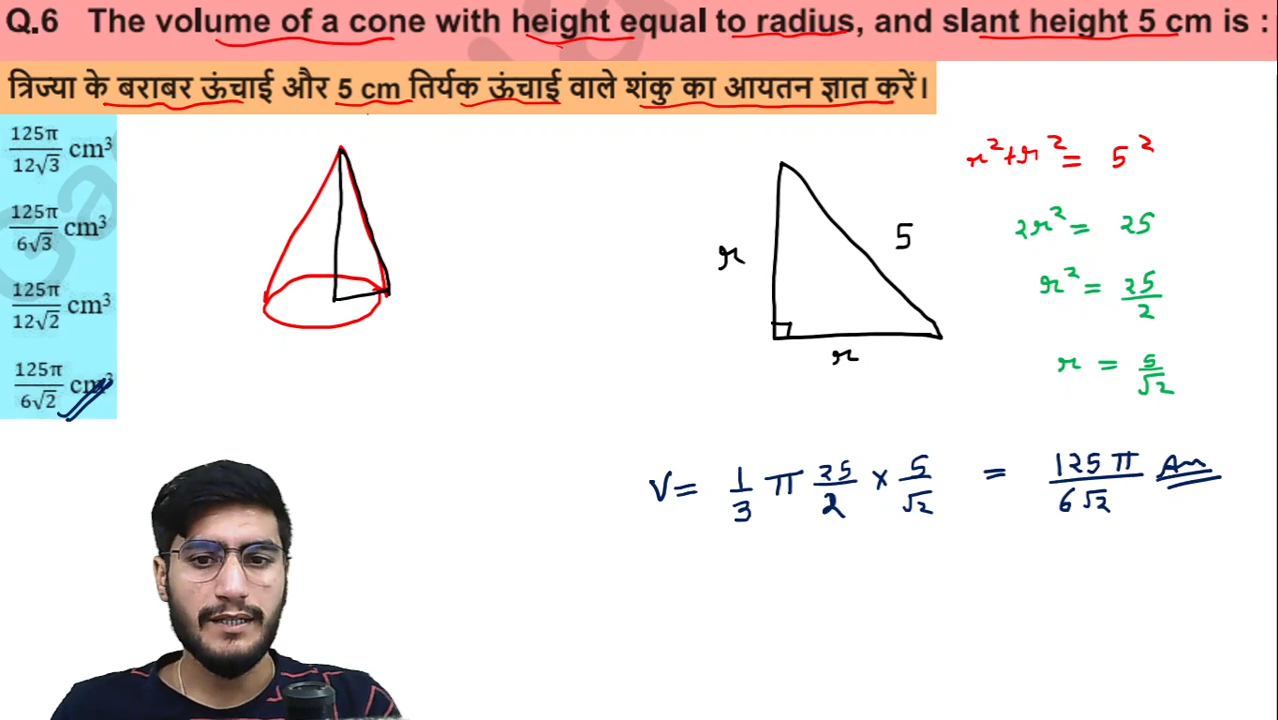 Q.6 The volume of a cone with height equal to radius, and slant height 5 cm is :
त्रिज्या के बराबर ऊंचाई और 5 cm तिर्यक ऊंचाई वाले शंकु का आयतन ज्ञात करें।
125π/12√3 cm³
125π/6√3 cm³
125π/12√2 cm³
125π/6√2 cm³
r
5
r
r² + r² = 5²
2r² = 25
r² = 25/2
r = 5/√2
V = 1/3 π 25/2 × 5/√2 = 125π/6√2 Ans